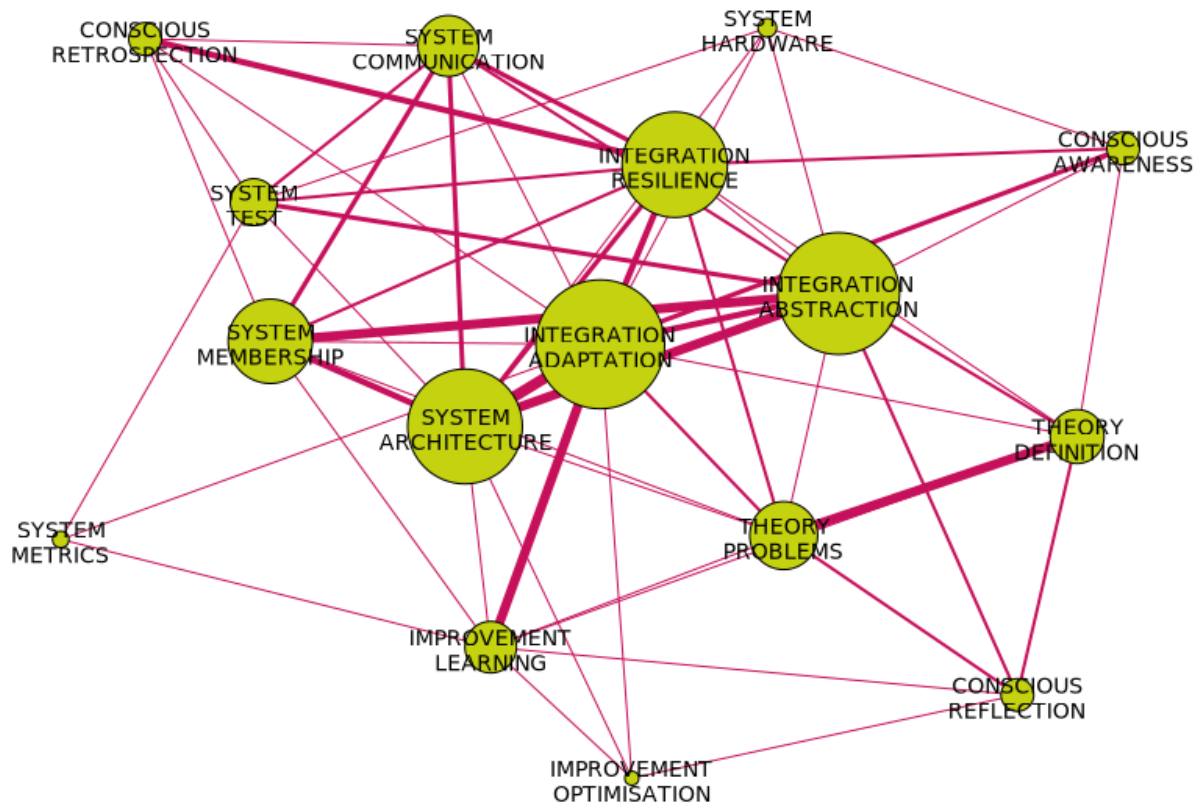 CONSCIOUS
RETROSPECTION
SYSTEM
COMMUNICATION
SYSTEM
HARDWARE
CONSCIOUS
AWARENESS
INTEGRATION
RESILIENCE
SYSTEM
TEST
INTEGRATION
ABSTRACTION
SYSTEM
MEMBERSHIP
INTEGRATION
ADAPTATION
SYSTEM
ARCHITECTURE
THEORY
DEFINITION
SYSTEM
METRICS
THEORY
PROBLEMS
IMPROVEMENT
LEARNING
CONSCIOUS
REFLECTION
IMPROVEMENT
OPTIMISATION